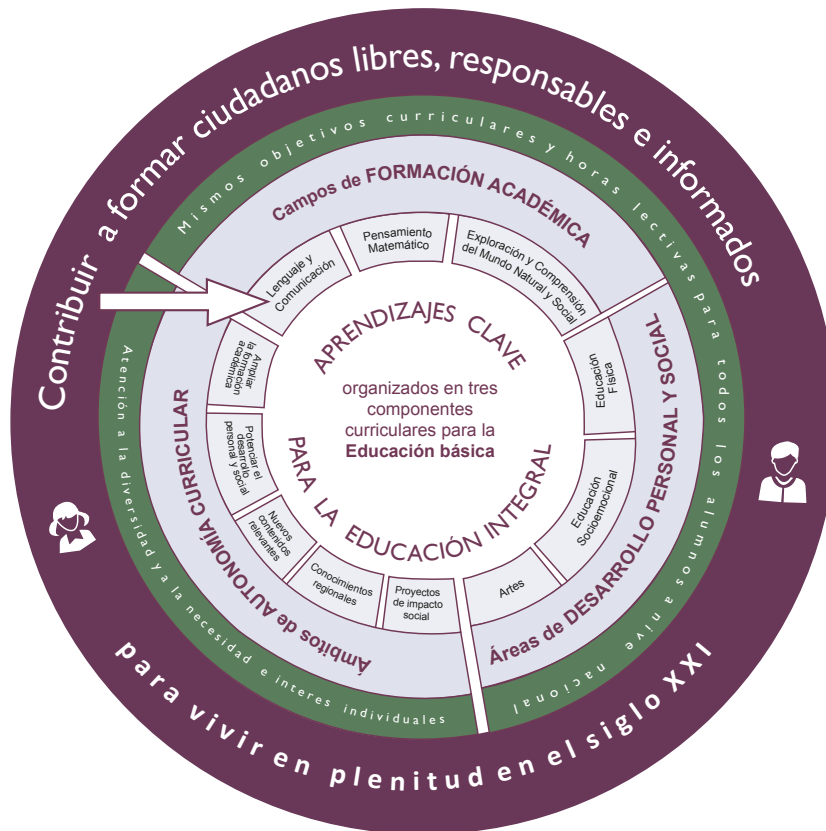 Contribuir a formar ciudadanos libres, responsables e informados
para vivir en plenitud en el siglo XXI
Mismos objetivos curriculares y horas lectivas para todos los alumnos a nive nacional
Atención a la diversidad y a la necesidad e interes individuales
Campos de FORMACIÓN ACADÉMICA
Lenguaje y
Comunicación
Pensamiento
Matemático
Exploración y Comprensión
del Mundo Natural y Social
Áreas de DESARROLLO PERSONAL Y SOCIAL
Educación
Física
Educación
Socioemocional
Artes
Ámbitos de AUTONOMÍA CURRICULAR
Ampliar
la formación
académica
Potenciar el
desarrollo
personal y social
Nuevos
contenidos
relevantes
Conocimientos
regionales
Proyectos
de impacto
social
APRENDIZAJES CLAVE
organizados en tres
componentes
curriculares para la
Educación básica
PARA LA EDUCACIÓN INTEGRAL